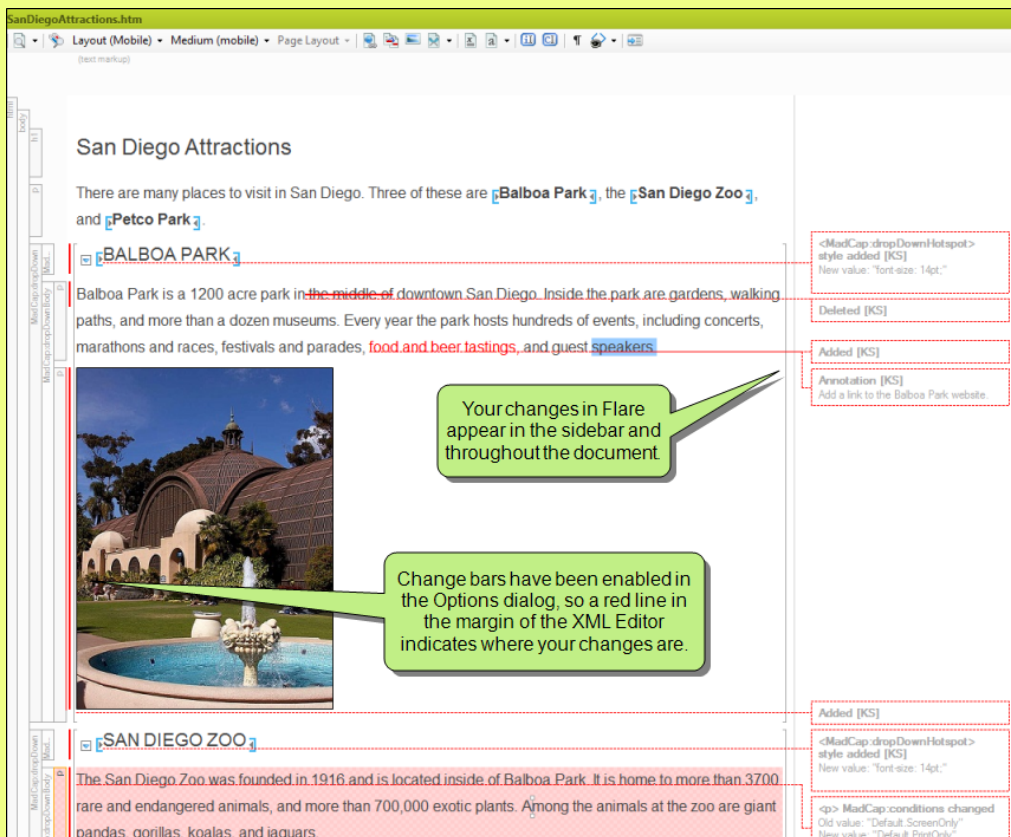 SanDiegoAttractions.htm
Layout (Mobile) Medium (mobile) Page Layout
(text markup)
html
body
h1
San Diego Attractions
p
There are many places to visit in San Diego. Three of these are Balboa Park, the San Diego Zoo,
and Petco Park.
MadCap:dropDown
Mad...
BALBOA PARK
<MadCap:dropDownHotspot>
style added [KS]
New value: "font-size: 14pt;"
MadCap:dropDownBody
p
Balboa Park is a 1200 acre park in the middle of downtown San Diego. Inside the park are gardens, walking
paths, and more than a dozen museums. Every year the park hosts hundreds of events, including concerts,
marathons and races, festivals and parades, food and beer tastings, and guest speakers.
Deleted [KS]
Added [KS]
Annotation [KS]
Add a link to the Balboa Park website.
p
Your changes in Flare
appear in the sidebar and
throughout the document.
Change bars have been enabled in
the Options dialog, so a red line in
the margin of the XML Editor
indicates where your changes are.
Added [KS]
MadCap:dropDown
Mad...
SAN DIEGO ZOO
<MadCap:dropDownHotspot>
style added [KS]
New value: "font-size: 14pt;"
p
The San Diego Zoo was founded in 1916 and is located inside of Balboa Park. It is home to more than 3700
rare and endangered animals, and more than 700,000 exotic plants. Among the animals at the zoo are giant
pandas, gorillas, koalas, and jaguars.
<p> MadCap:conditions changed
Old value: "Default.ScreenOnly"
New value: "Default.PrintOnly"